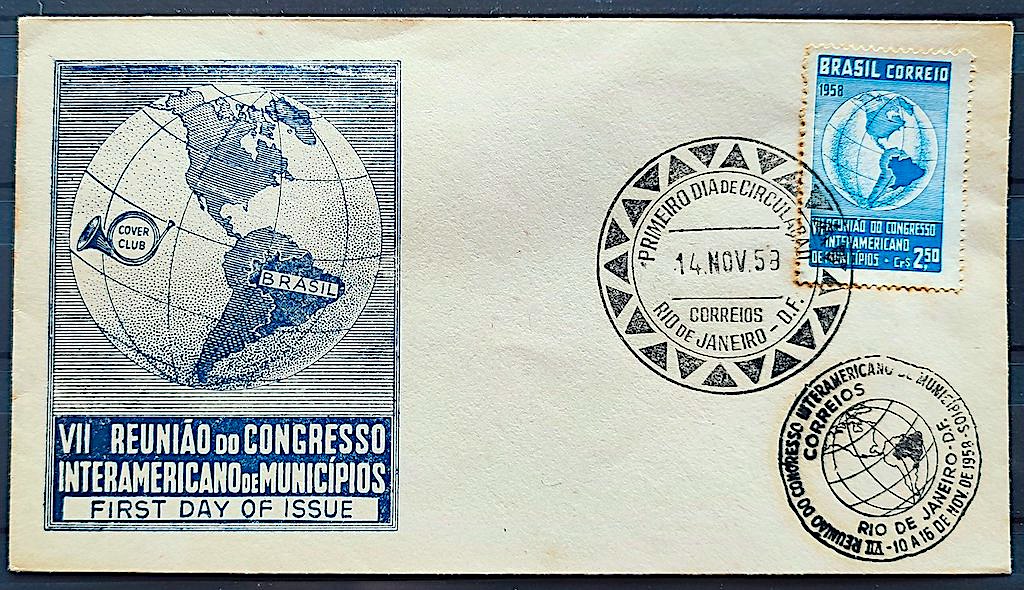 COVER
CLUB
BRASIL
VII REUNIÃO DO CONGRESSO
INTERAMERICANO DE MUNICÍPIOS
FIRST DAY OF ISSUE
PRIMEIRO DIA DE CIRCULAÇÃO
14.NOV.58
CORREIOS
RIO DE JANEIRO - D.F.
BRASIL CORREIO
1958
VII REUNIÃO DO CONGRESSO
INTERAMERICANO
DE MUNICÍPIOS · CR$ 2,50
VII REUNIÃO DO CONGRESSO INTERAMERICANO DE MUNICÍPIOS
10 A 16 DE NOV. DE 1958
CORREIOS
RIO DE JANEIRO - D.F.